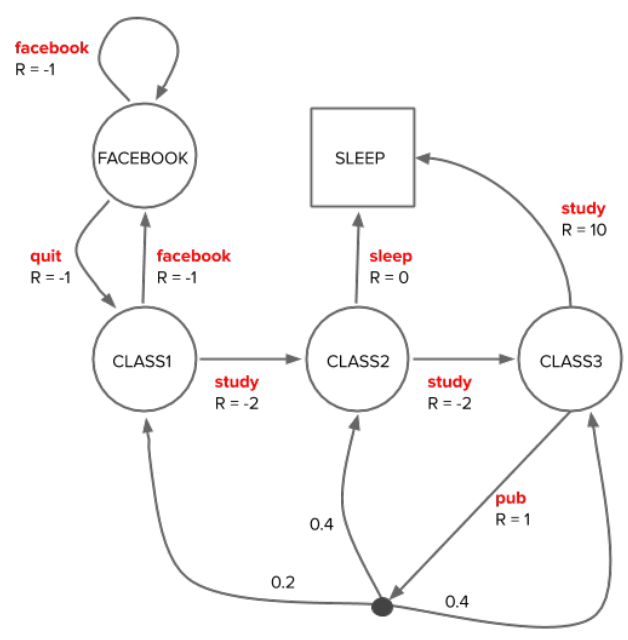 facebook
R = -1
FACEBOOK
SLEEP
study
R = 10
quit
R = -1
facebook
R = -1
sleep
R = 0
CLASS1
CLASS2
CLASS3
study
R = -2
study
R = -2
pub
R = 1
0.4
0.2
0.4